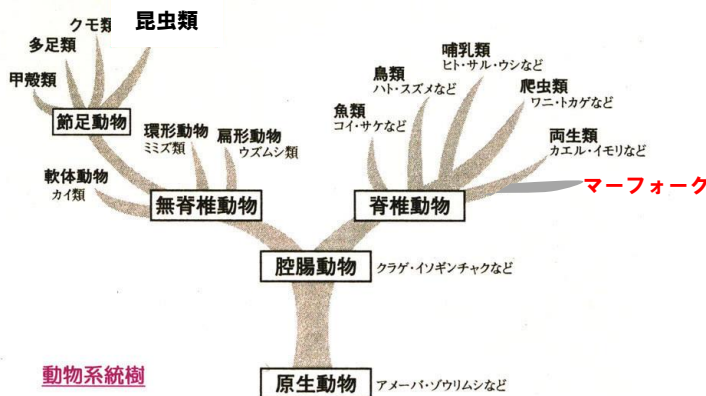 クモ類
昆虫類
多足類
甲殻類
節足動物
環形動物
ミミズ類
扁形動物
ウズムシ類
軟体動物
カイ類
無脊椎動物
哺乳類
ヒト・サル・ウシなど
鳥類
ハト・スズメなど
爬虫類
ワニ・トカゲなど
魚類
コイ・サケなど
両生類
カエル・イモリなど
マーフォーク
脊椎動物
腔腸動物
クラゲ・イソギンチャクなど
動物系統樹
原生動物
アメーバ・ゾウリムシなど